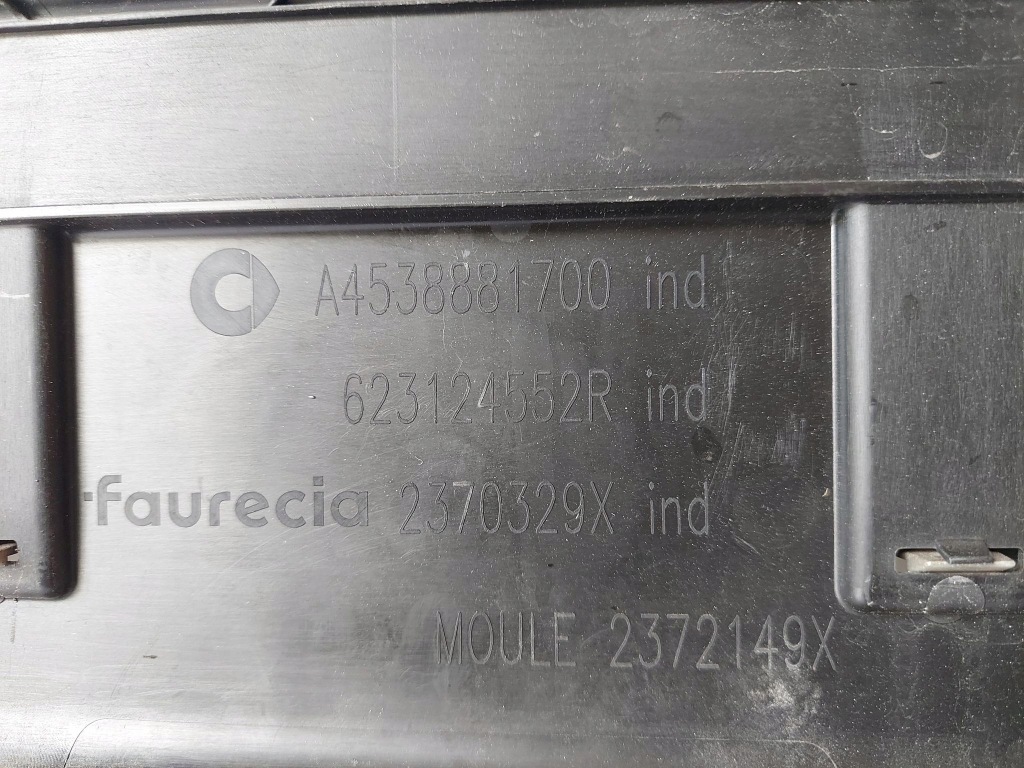 A4538881700 ind
623124552R ind
faurecia 2370329X ind
MOULE 2372149X